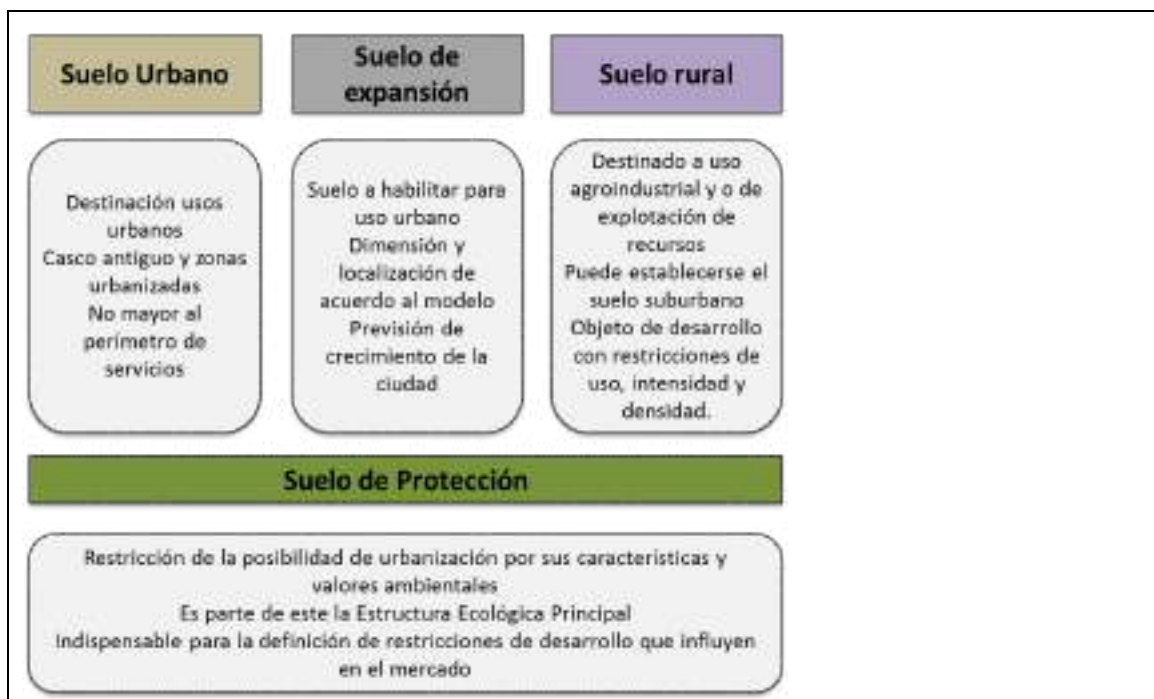 Suelo Urbano
Suelo de
expansión
Suelo rural
Destinación usos
urbanos
Casco antiguo y zonas
urbanizadas
No mayor al
perímetro de
servicios
Suelo a habilitar para
uso urbano
Dimensión y
localización de
acuerdo al modelo
Previsión de
crecimiento de la
ciudad
Destinado a uso
agroindustrial y o de
explotación de
recursos
Puede establecerse el
suelo suburbano
Objeto de desarrollo
con restricciones de
uso, intensidad y
densidad.
Suelo de Protección
Restricción de la posibilidad de urbanización por sus características y
valores ambientales
Es parte de este la Estructura Ecológica Principal
Indispensable para la definición de restricciones de desarrollo que influyen
en el mercado